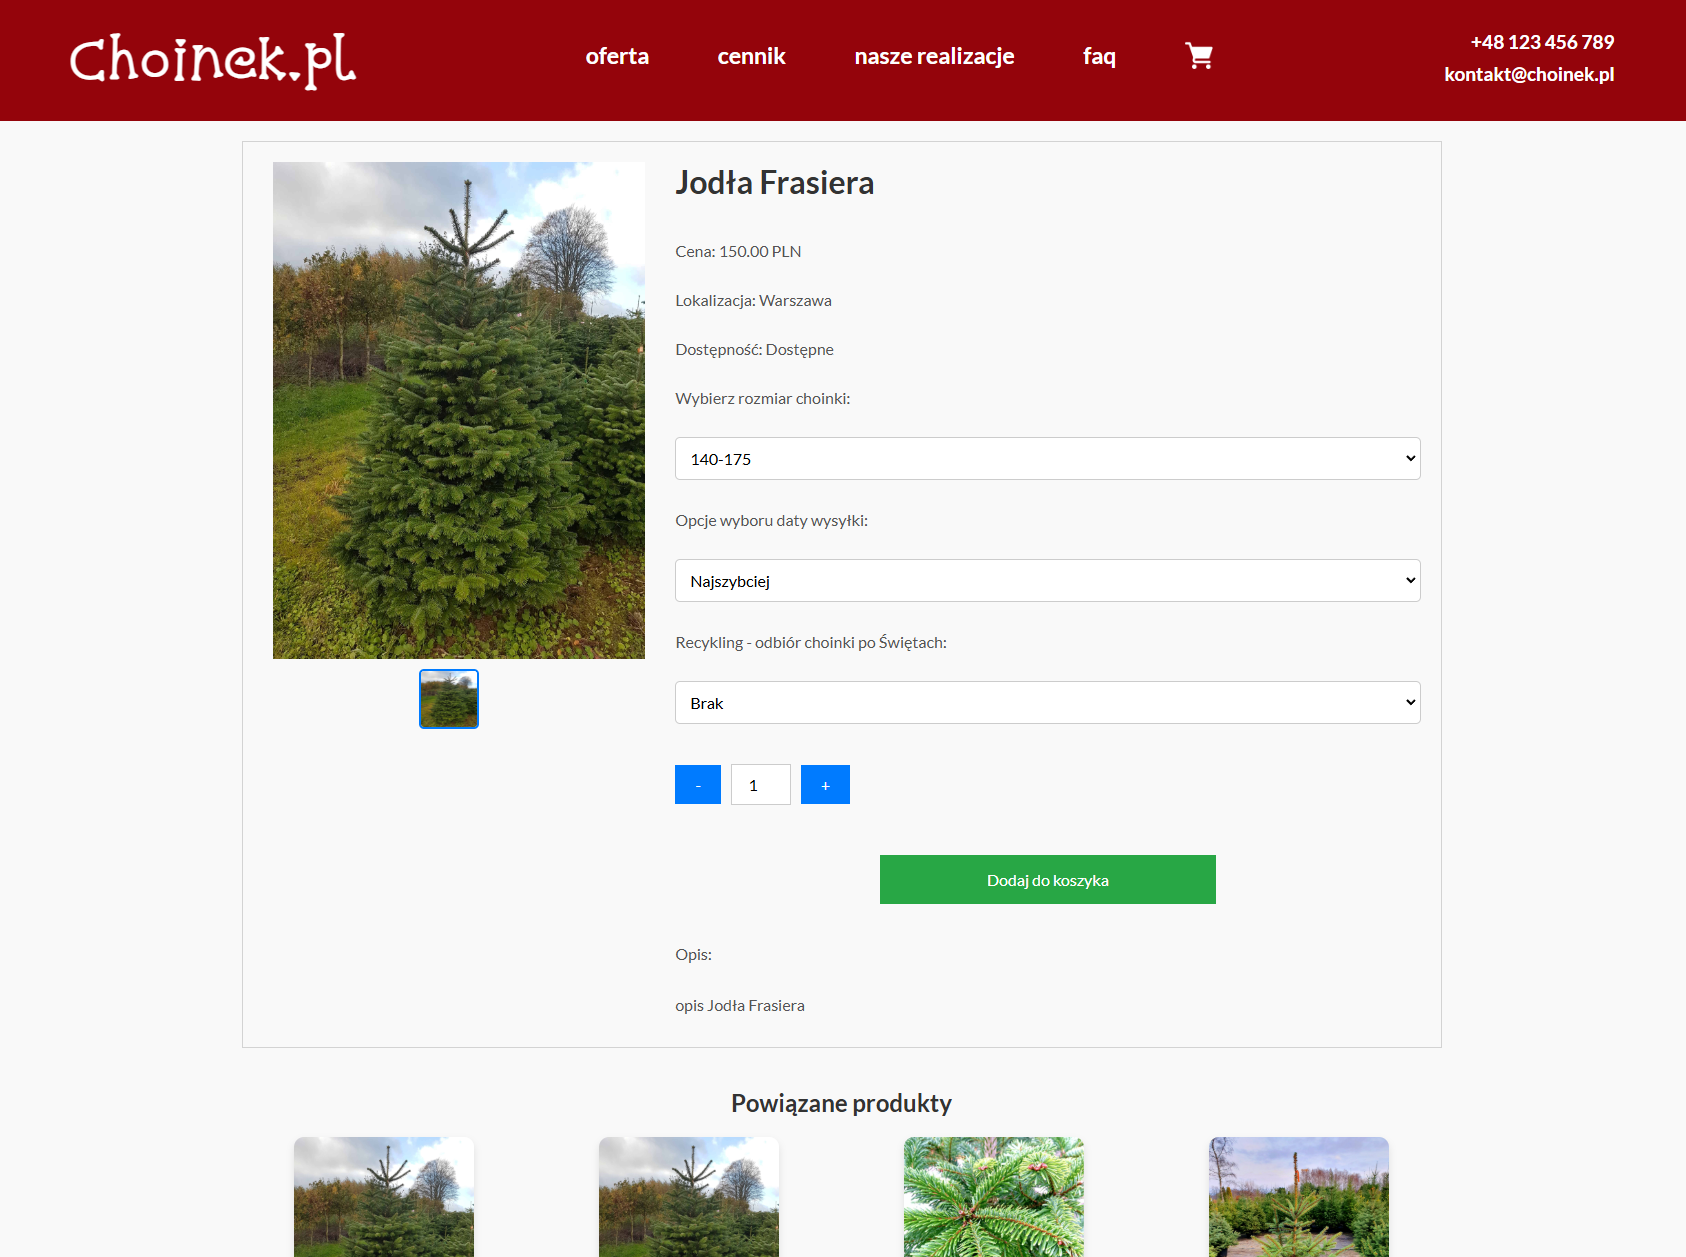 Choinek.pl
oferta
cennik
nasze realizacje
faq
+48 123 456 789
kontakt@choinek.pl
Jodła Frasiera
Cena: 150.00 PLN
Lokalizacja: Warszawa
Dostępność: Dostępne
Wybierz rozmiar choinki:
140-175
Opcje wyboru daty wysyłki:
Najszybciej
Recykling - odbiór choinki po Świętach:
Brak
- 1 +
Dodaj do koszyka
Opis:
opis Jodła Frasiera
Powiązane produkty